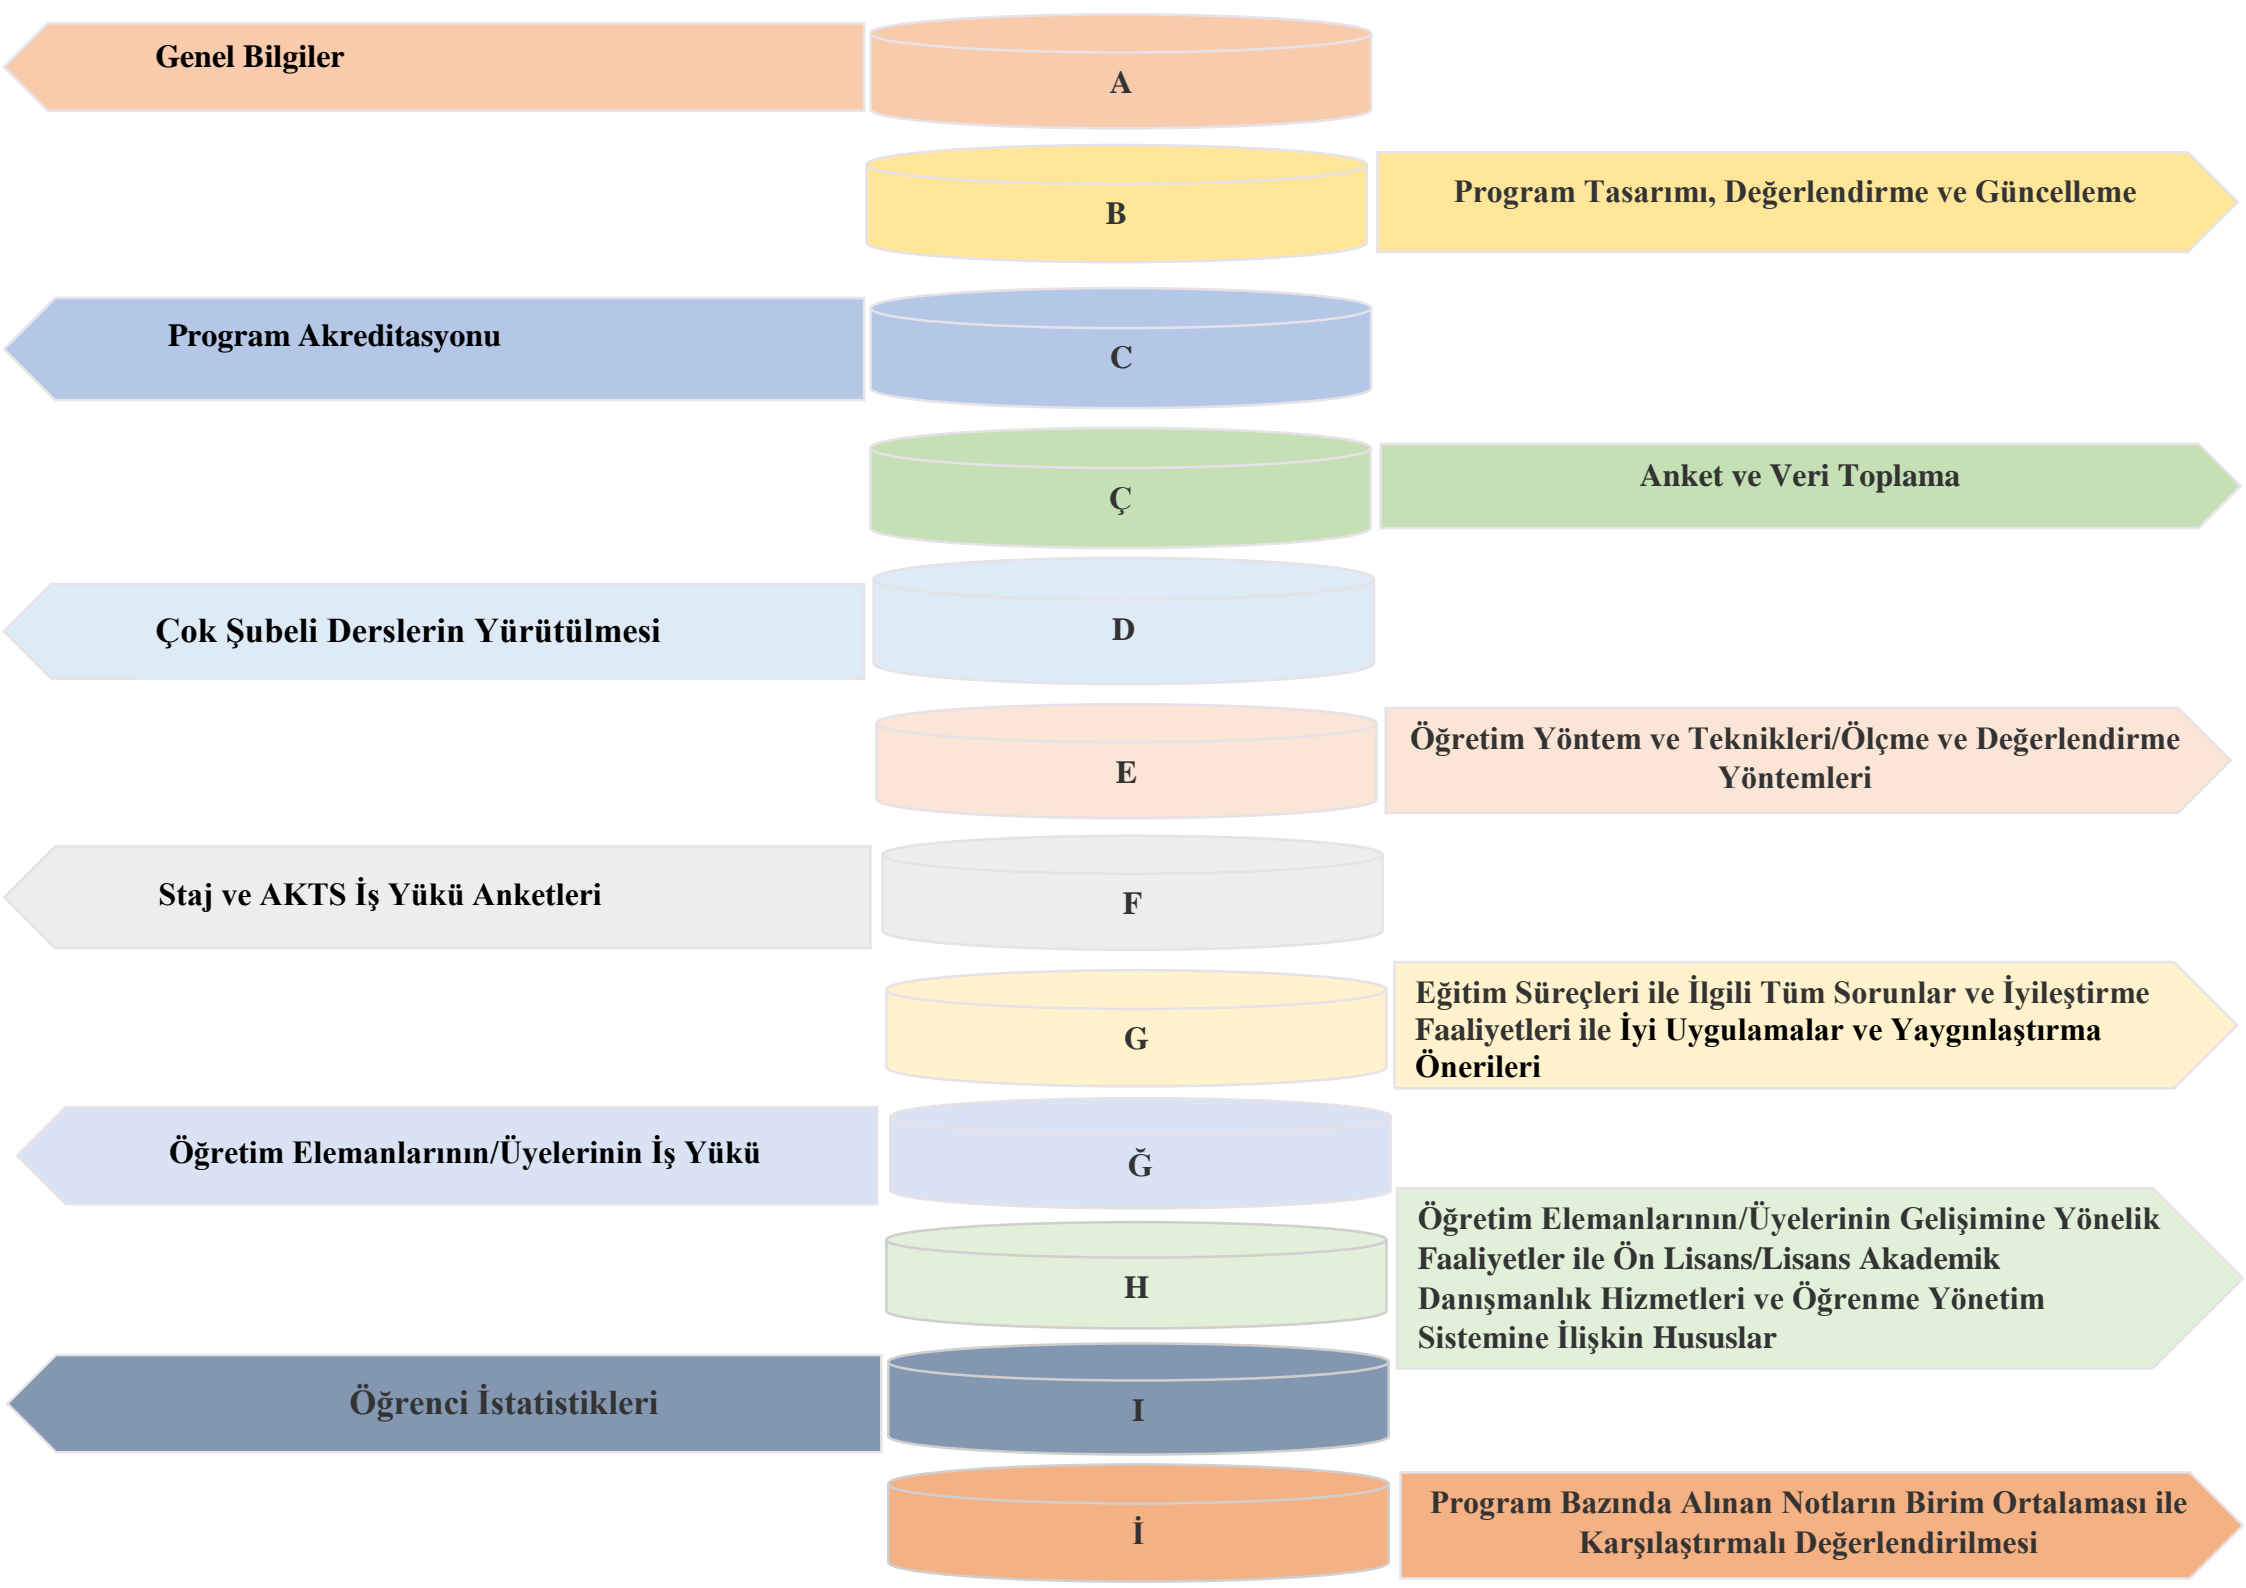 Genel Bilgiler
A
B
Program Tasarımı, Değerlendirme ve Güncelleme
Program Akreditasyonu
C
Ç
Anket ve Veri Toplama
Çok Şubeli Derslerin Yürütülmesi
D
E
Öğretim Yöntem ve Teknikleri/Ölçme ve Değerlendirme
Yöntemleri
Staj ve AKTS İş Yükü Anketleri
F
G
Eğitim Süreçleri ile İlgili Tüm Sorunlar ve İyileştirme
Faaliyetleri ile İyi Uygulamalar ve Yaygınlaştırma
Önerileri
Öğretim Elemanlarının/Üyelerinin İş Yükü
Ğ
H
Öğretim Elemanlarının/Üyelerinin Gelişimine Yönelik
Faaliyetler ile Ön Lisans/Lisans Akademik
Danışmanlık Hizmetleri ve Öğrenme Yönetim
Sistemine İlişkin Hususlar
Öğrenci İstatistikleri
I
İ
Program Bazında Alınan Notların Birim Ortalaması ile
Karşılaştırmalı Değerlendirilmesi